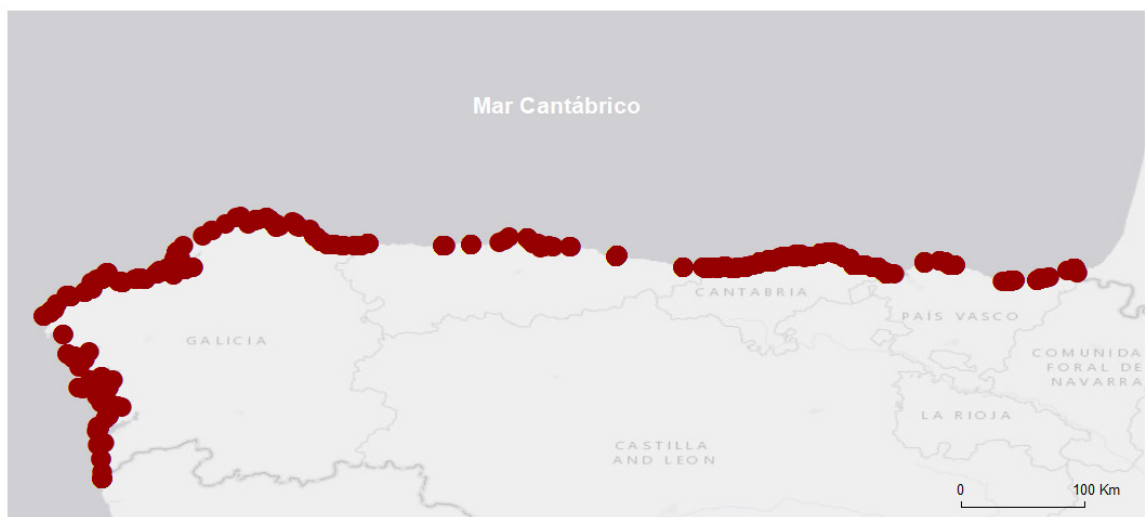 Mar Cantábrico
CANTABRIA
PAÍS VASCO
GALICIA
COMUNIDA
FORAL DE
NAVARRA
LA RIOJA
CASTILLA
AND LEON
0 100 Km